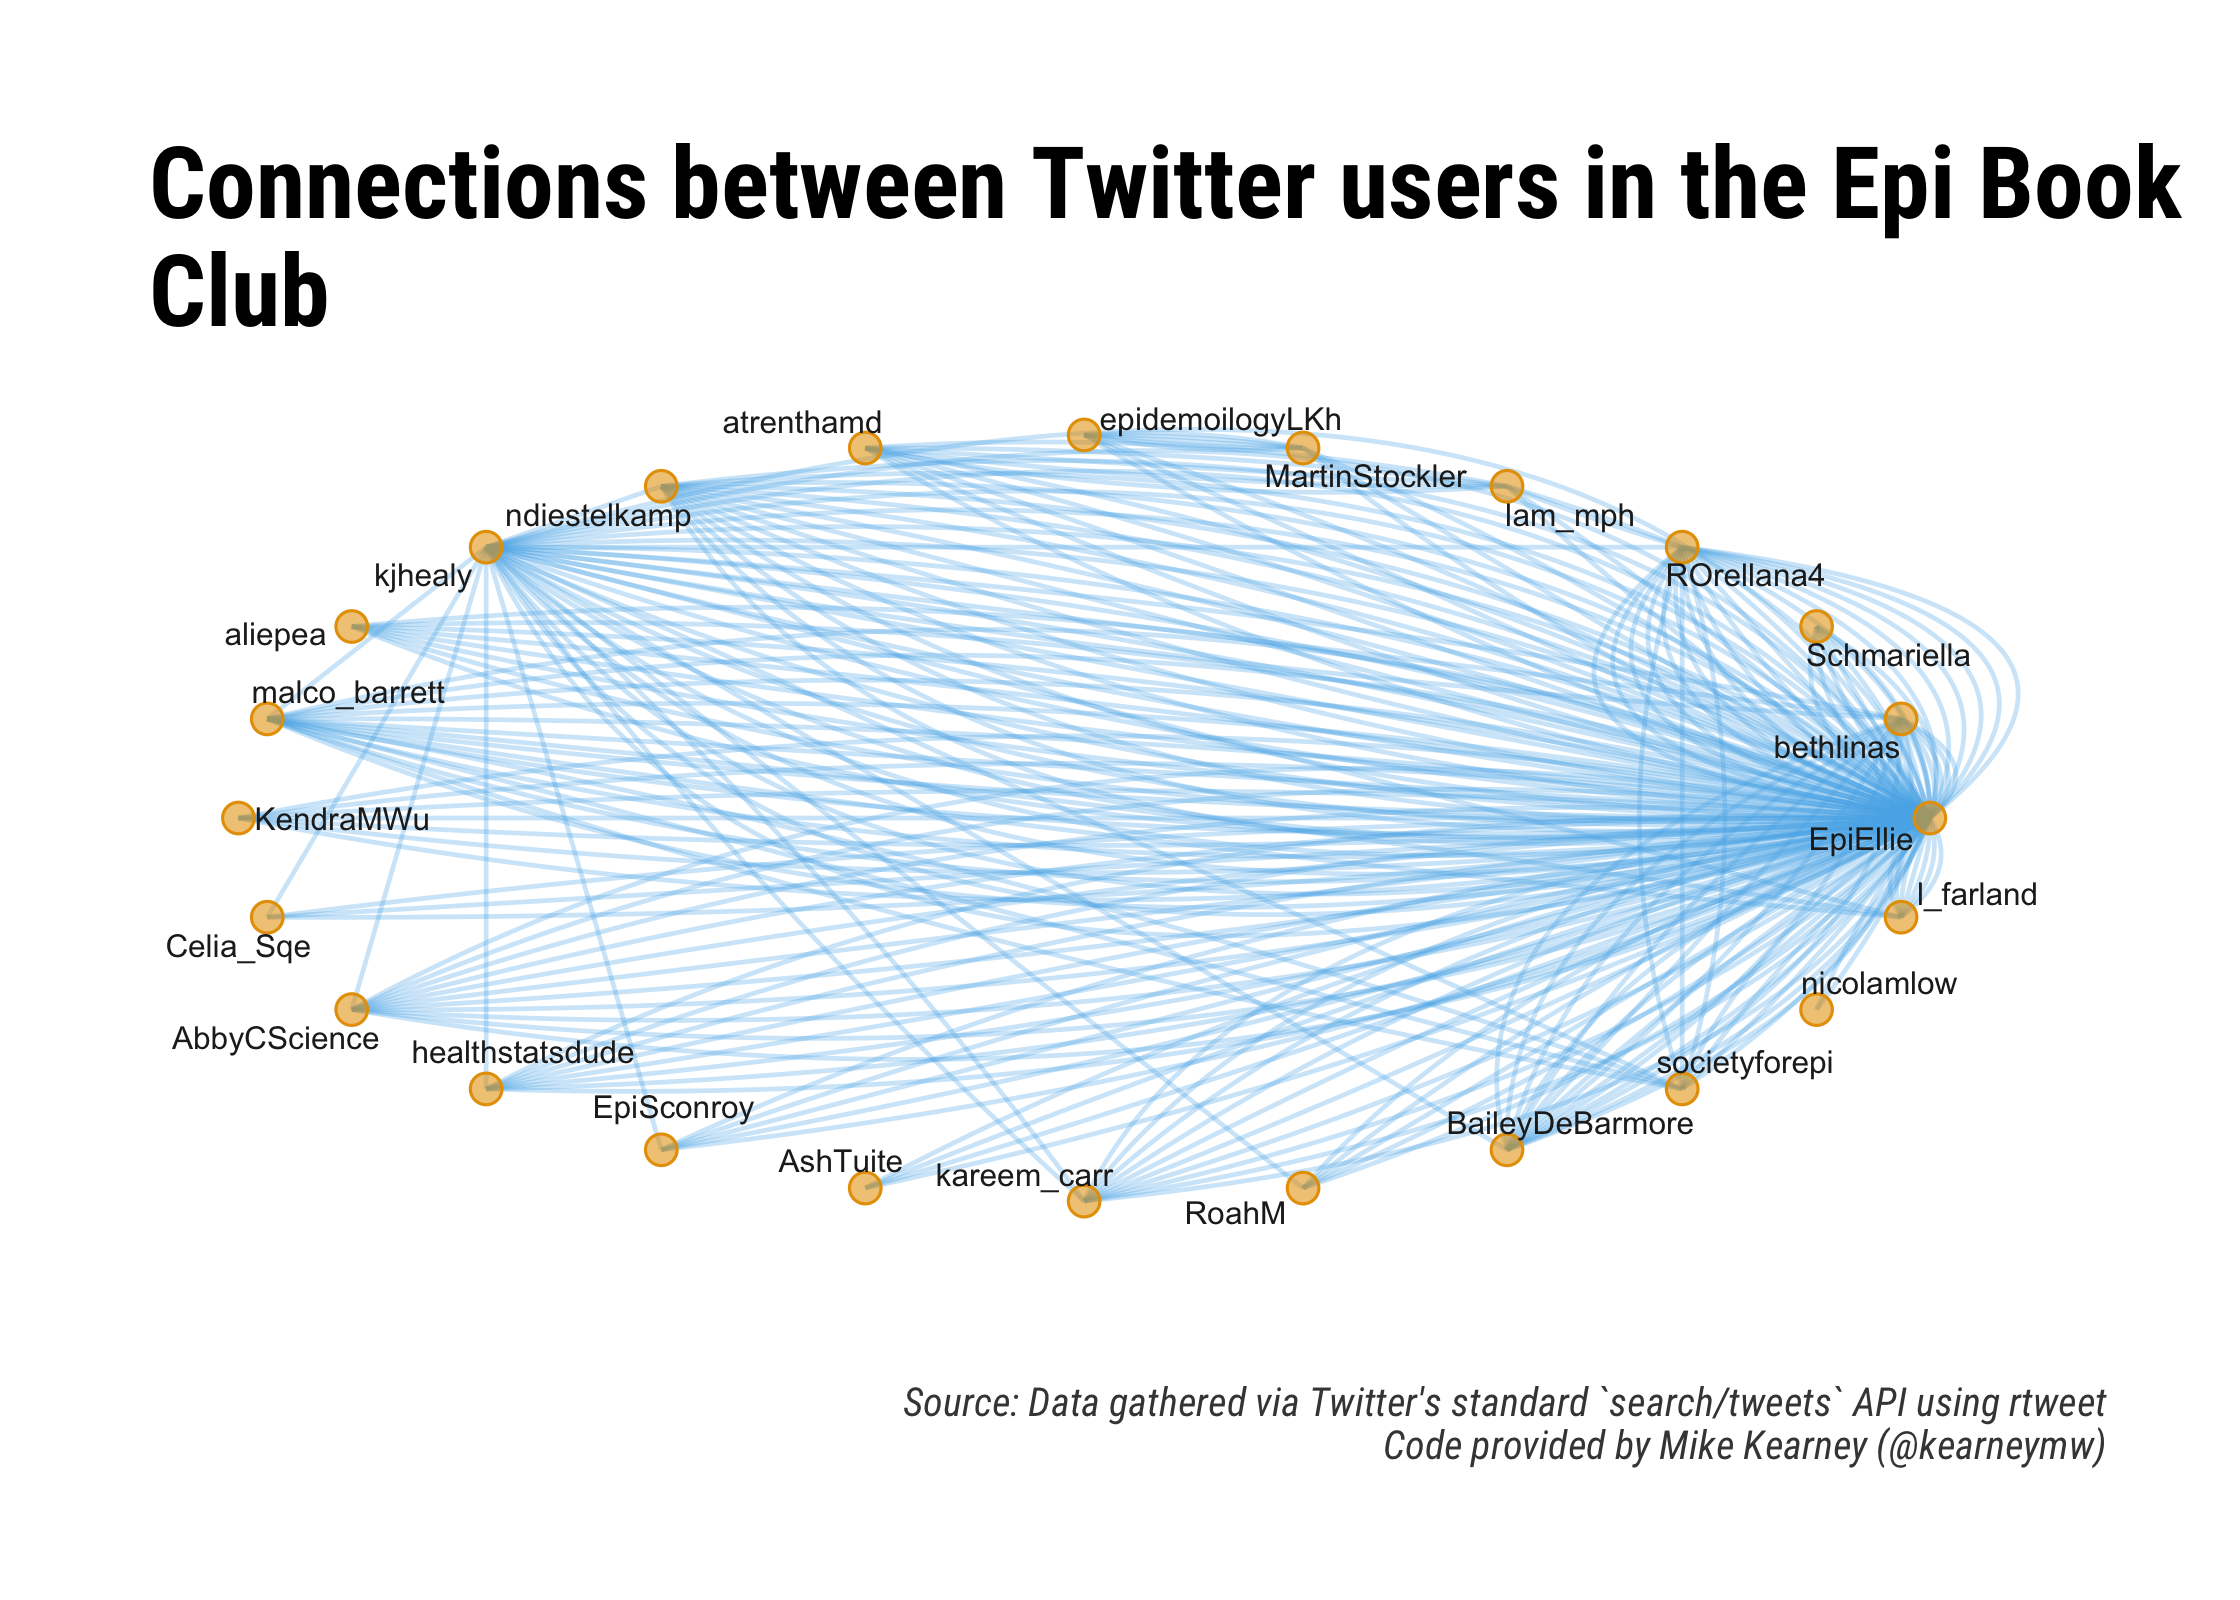 Connections between Twitter users in the Epi Book
Club
atrenthamd
epidemoilogyLKh
MartinStockler
ndiestelkamp
lam_mph
kjhealy
ROrellana4
aliepea
Schmariella
malco_barrett
bethlinas
KendraMWu
EpiEllie
l_farland
Celia_Sqe
nicolamlow
AbbyCScience
healthstatsdude
societyforepi
EpiSconroy
BaileyDeBarmore
AshTuite
kareem_carr
RoahM
Source: Data gathered via Twitter's standard `search/tweets` API using rtweet
Code provided by Mike Kearney (@kearneymw)